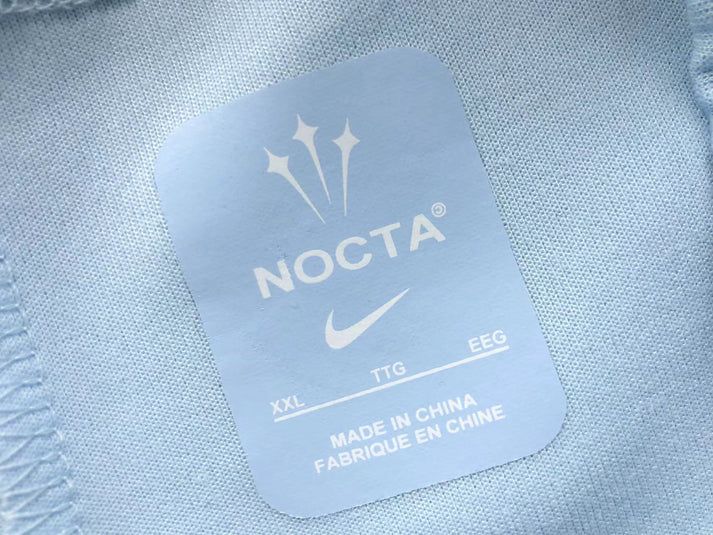 NOCTA©
XXL TTG EEG
MADE IN CHINA
FABRIQUE EN CHINE